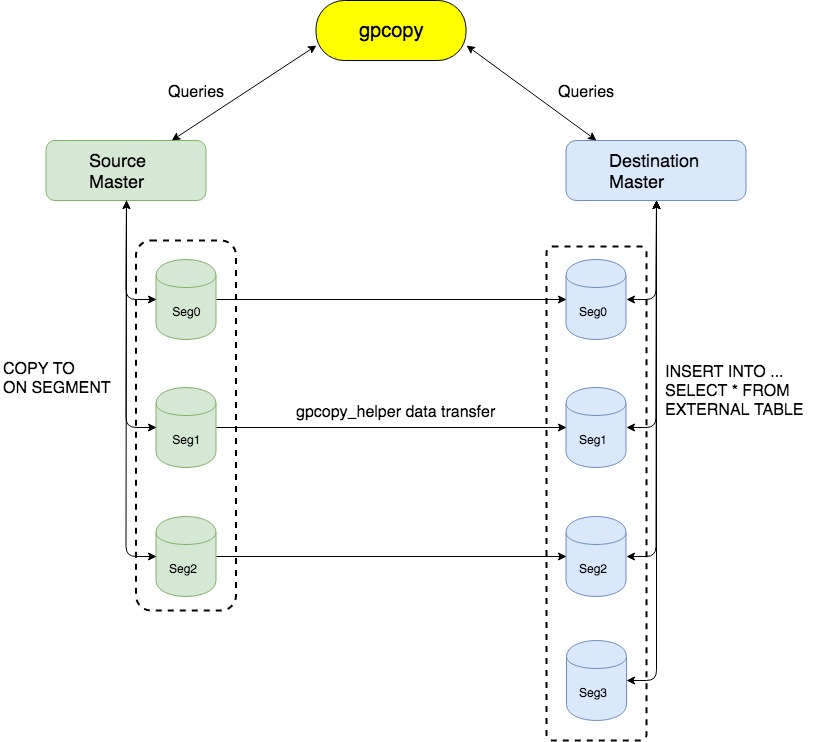 gpcopy
Queries
Queries
Source
Master
Destination
Master
Seg0
Seg0
COPY TO
ON SEGMENT
INSERT INTO ...
SELECT * FROM
EXTERNAL TABLE
gpcopy_helper data transfer
Seg1
Seg1
Seg2
Seg2
Seg3